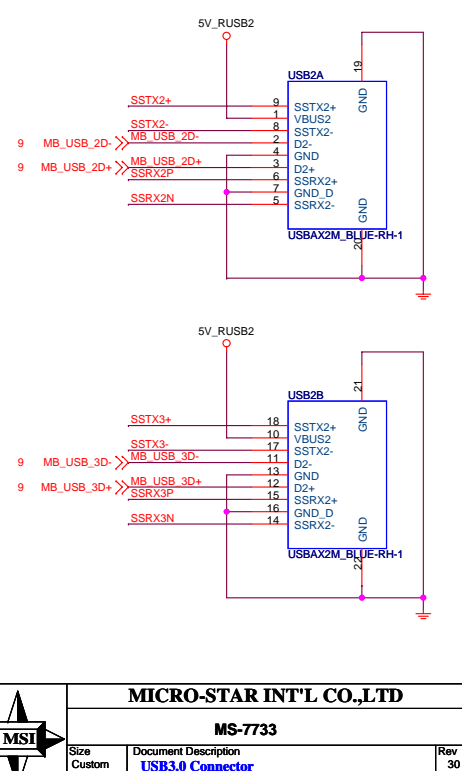 5V_RUSB2
19
USB2A
GND
SSTX2+ 9 SSTX2+
1 VBUS2
SSTX2- 8 SSTX2-
9 MB_USB_2D- MB_USB_2D- 2 D2-
4 GND
9 MB_USB_2D+ MB_USB_2D+ 3 D2+
SSRX2P 6 SSRX2+
7 GND_D
SSRX2N 5 SSRX2-
GND
USBAX2M_BLUE-RH-1
20
5V_RUSB2
21
USB2B
GND
SSTX3+ 18 SSTX2+
10 VBUS2
SSTX3- 17 SSTX2-
9 MB_USB_3D- MB_USB_3D- 11 D2-
13 GND
9 MB_USB_3D+ MB_USB_3D+ 12 D2+
SSRX3P 15 SSRX2+
16 GND_D
SSRX3N 14 SSRX2-
GND
USBAX2M_BLUE-RH-1
22
MICRO-STAR INT'L CO.,LTD
MSI
MS-7733
Size Document Description Rev
Custom USB3.0 Connector 30